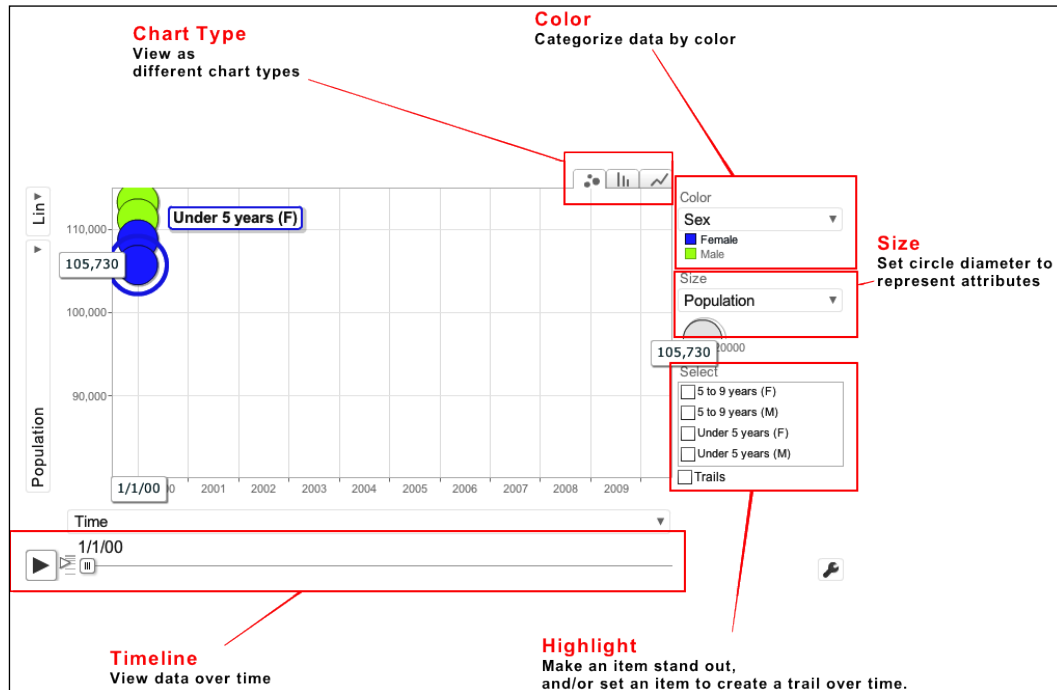 Chart Type
View as
different chart types
Color
Categorize data by color
Lin
Color
Sex
Female
Male
Size
Set circle diameter to
represent attributes
Under 5 years (F)
110,000
105,730
100,000
90,000
Population
Size
Population
20000
105,730
Select
5 to 9 years (F)
5 to 9 years (M)
Under 5 years (F)
Under 5 years (M)
Trails
1/1/00
2001 2002 2003 2004 2005 2006 2007 2008 2009
Time
1/1/00
Timeline
View data over time
Highlight
Make an item stand out,
and/or set an item to create a trail over time.